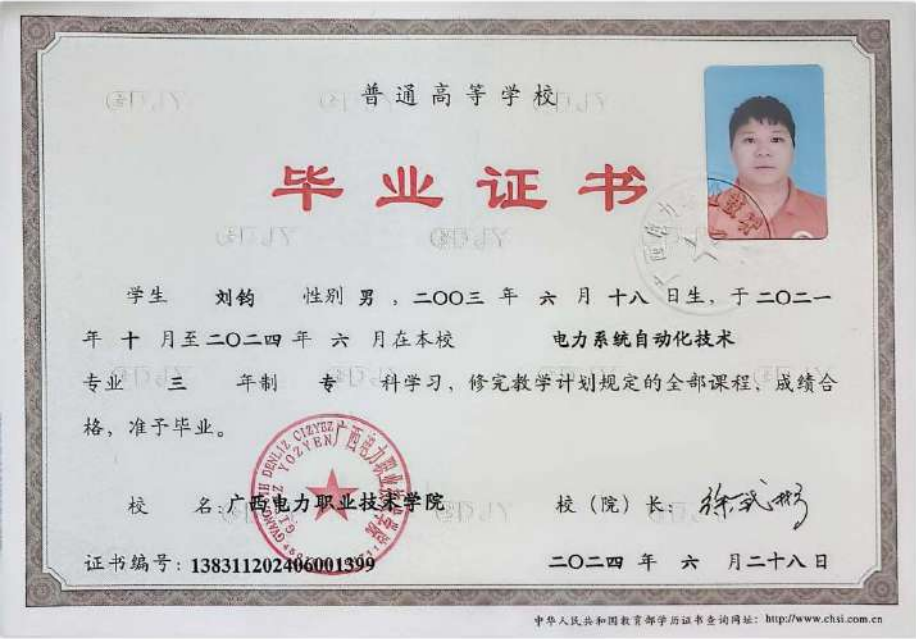 普通高等学校
毕业证书
学生 刘钧 性别 男 ,二〇〇三 年 六 月 十八 日生,于 二〇二一
年 十 月至 二〇二四 年 六 月在本校 电力系统自动化技术
专业 三 年制 专 科学习,修完教学计划规定的全部课程,成绩合
格,准予毕业。
校 名:广西电力职业技术学院
校(院)长:
证书编号:138311202406001399
二〇二四 年 六 月 二十八 日
中华人民共和国教育部学历证书查询网址:http://www.chsi.com.cn